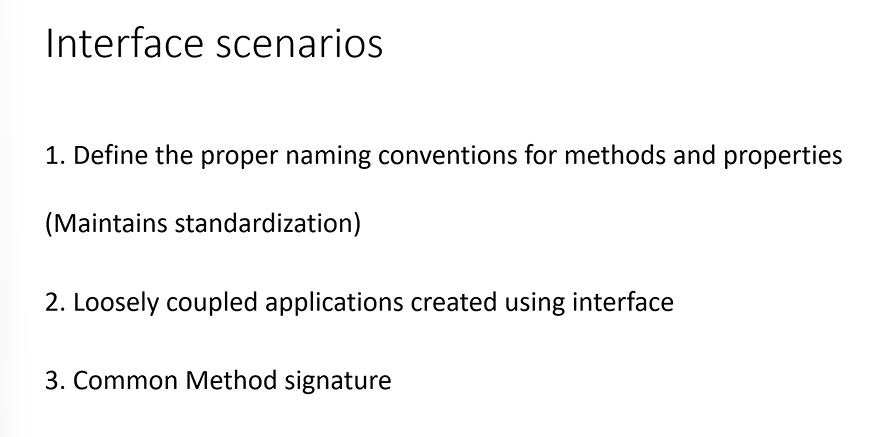 Interface scenarios
1. Define the proper naming conventions for methods and properties
(Maintains standardization)
2. Loosely coupled applications created using interface
3. Common Method signature